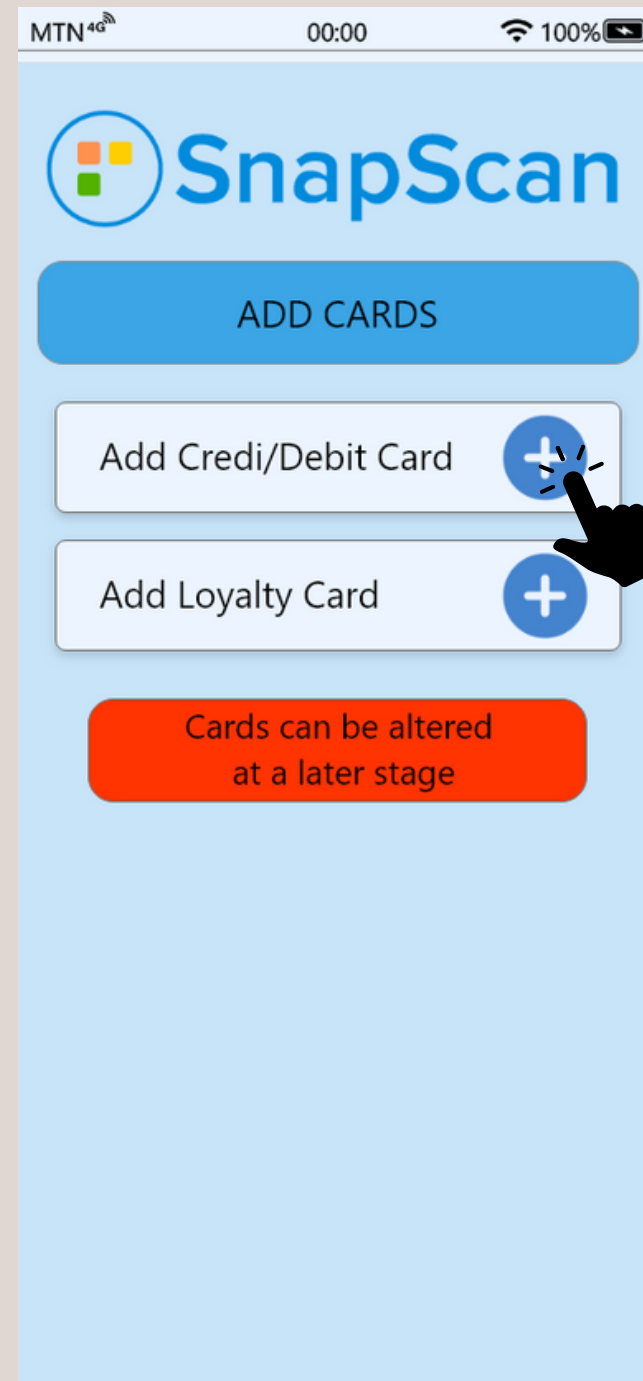 MTN 4G 00:00 100%
SnapScan
ADD CARDS
Add Credi/Debit Card
Add Loyalty Card
Cards can be altered
at a later stage